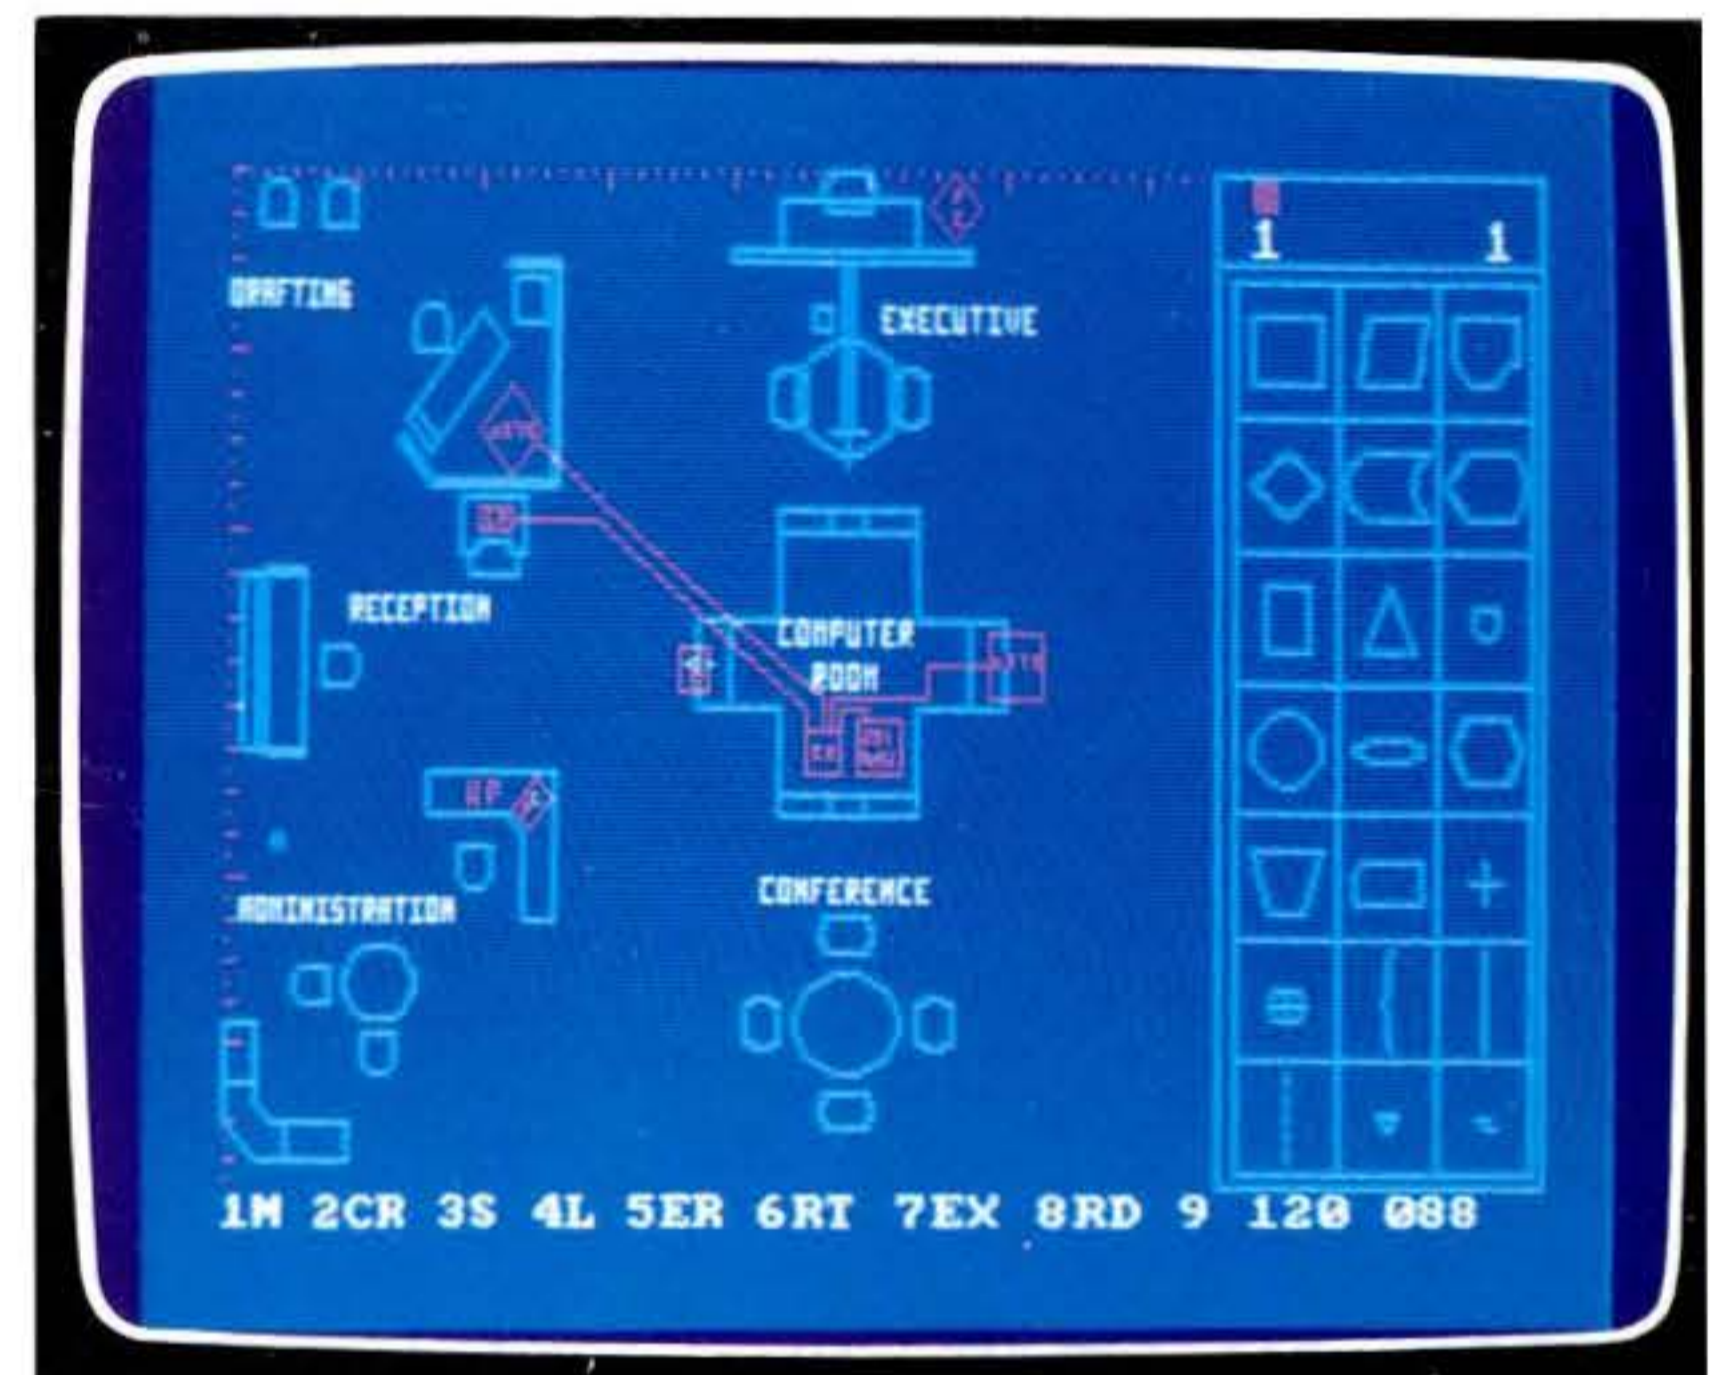 1 1
DRAFTING
EXECUTIVE
RECEPTION
COMPUTER
ROOM
CONFERENCE
ADMINISTRATION
1M 2CR 3S 4L 5ER 6RT 7EX 8RD 9 120 088